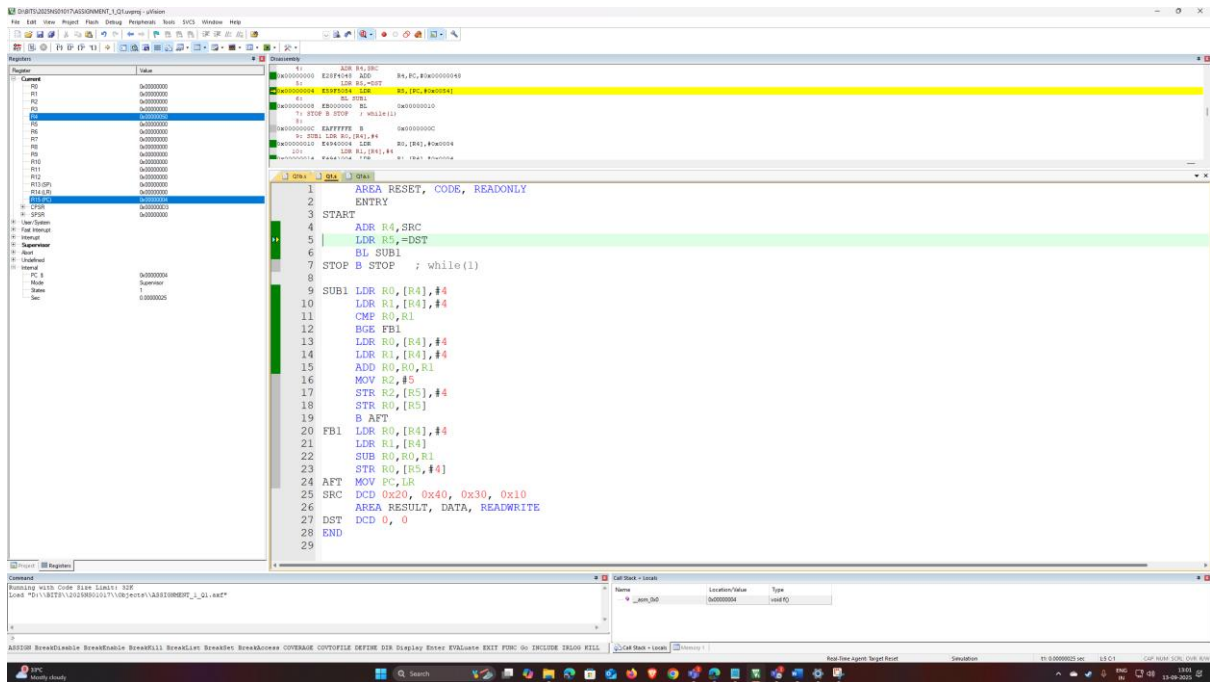 D:\BITS\2025HS01017\ASSIGNMENT_1_Q1.uvproj - µVision
File Edit View Project Flash Debug Peripherals Tools SVCS Window Help
Registers
Register Value
Current
R0 0x00000000
R1 0x00000000
R2 0x00000000
R3 0x00000000
R4 0x00000050
R5 0x00000000
R6 0x00000000
R7 0x00000000
R8 0x00000000
R9 0x00000000
R10 0x00000000
R11 0x00000000
R12 0x00000000
R13 (SP) 0x00000000
R14 (LR) 0x00000000
R15 (PC) 0x00000004
CPSR 0x000000D3
SPSR 0x00000000
User/System
Fast Interrupt
Interrupt
Supervisor
Abort
Undefined
Internal
PC $ 0x00000004
Mode Supervisor
States 1
Sec 0.00000025
Project Registers
Disassembly
4: ADR R4,SRC
0x00000000 E28F4048 ADD R4,PC,#0x00000048
5: LDR R5,=DST
0x00000004 E59F5054 LDR R5,[PC,#0x0054]
6: BL SUB1
0x00000008 EB000000 BL 0x00000010
7: STOP B STOP ; while(1)
8:
0x0000000C EAFFFFFE B 0x0000000C
9: SUB1 LDR R0,[R4],#4
0x00000010 E4940004 LDR R0,[R4],#0x0004
10: LDR R1,[R4],#4
0x00000014 E4941004 LDR R1,[R4],#0x0004
Q1.s
1 AREA RESET, CODE, READONLY
2 ENTRY
3 START
4 ADR R4,SRC
5 LDR R5,=DST
6 BL SUB1
7 STOP B STOP ; while(1)
8
9 SUB1 LDR R0,[R4],#4
10 LDR R1,[R4],#4
11 CMP R0,R1
12 BGE FB1
13 LDR R0,[R4],#4
14 LDR R1,[R4],#4
15 ADD R0,R0,R1
16 MOV R2,#5
17 STR R2,[R5],#4
18 STR R0,[R5]
19 B AFT
20 FB1 LDR R0,[R4],#4
21 LDR R1,[R4]
22 SUB R0,R0,R1
23 STR R0,[R5,#4]
24 AFT MOV PC,LR
25 SRC DCD 0x20, 0x40, 0x30, 0x10
26 AREA RESULT, DATA, READWRITE
27 DST DCD 0, 0
28 END
29
Command
Running with Code Size Limit: 32K
Load "D:\\BITS\\2025HS01017\\Objects\\ASSIGNMENT_1_Q1.axf"
>
ASSIGN BreakDisable BreakEnable BreakKill BreakList BreakSet BreakAccess COVERAGE COVTOFILE DEFINE DIR Display Enter EVALuate EXIT FUNC Go INCLUDE IRLOG KILL
Call Stack + Locals
Name Location/Value Type
__asm_0x0 0x00000004 void f()
Call Stack + Locals Memory 1
Real-Time Agent: Target Reset Simulation t1: 0.00000025 sec L:5 C:1 CAP NUM SCRL OVR R/W
33°C
Mostly cloudy
Search
ENG
IN
13:01
13-09-2025